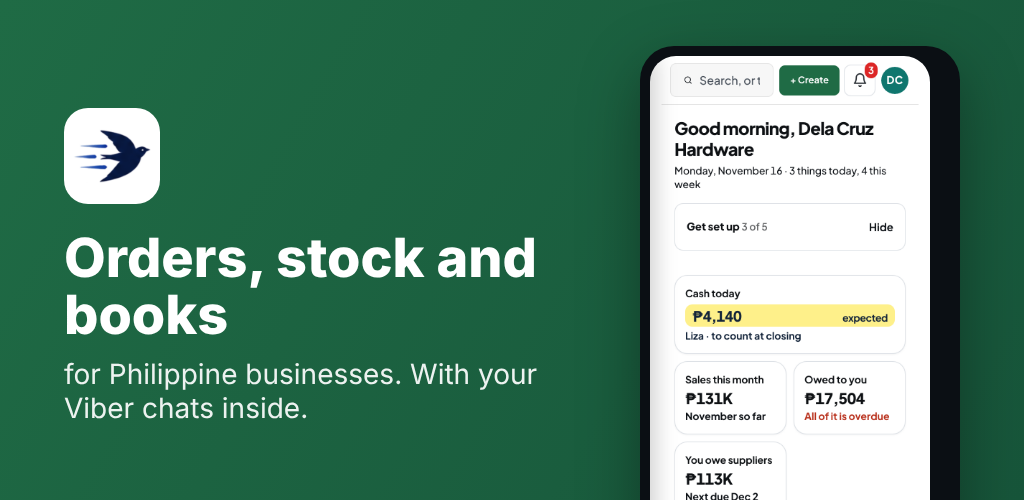 Orders, stock and
books
for Philippine businesses. With your
Viber chats inside.
Search, or t
+ Create
3
DC
Good morning, Dela Cruz
Hardware
Monday, November 16 · 3 things today, 4 this
week
Get set up 3 of 5 Hide
Cash today
₱4,140 expected
Liza · to count at closing
Sales this month
₱131K
November so far
Owed to you
₱17,504
All of it is overdue
You owe suppliers
₱113K
Next due Dec 2